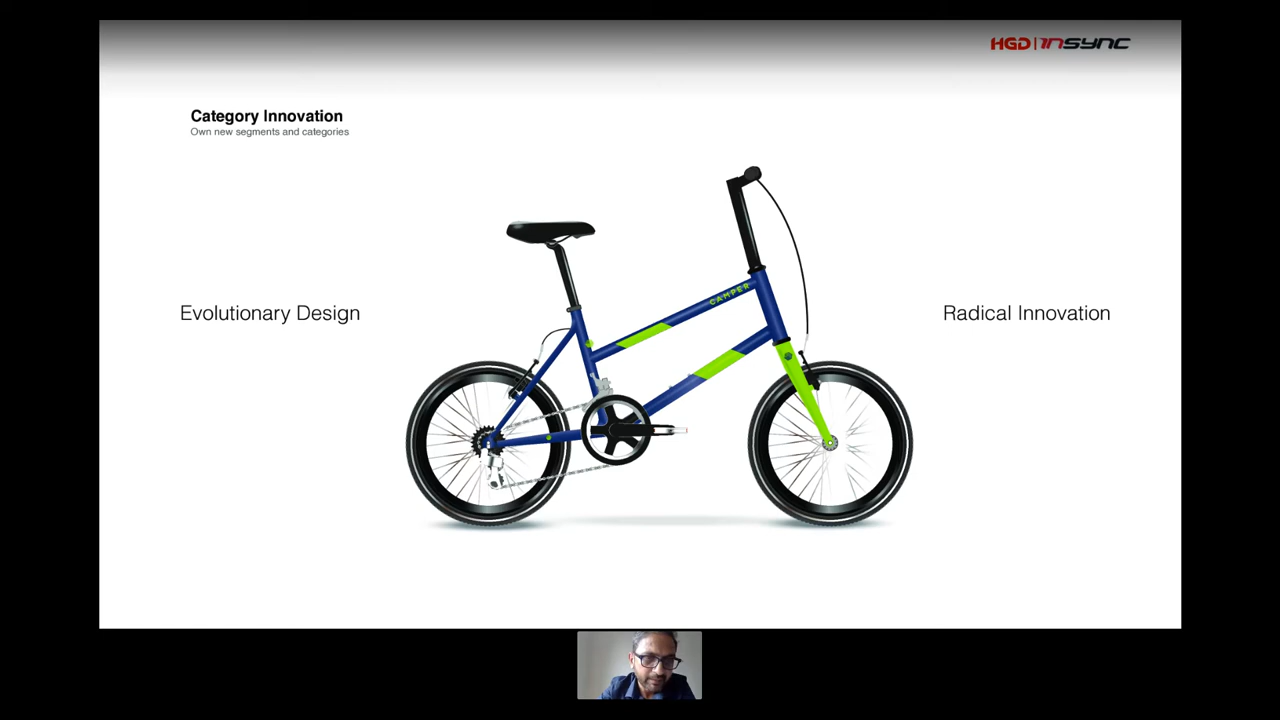 HGD | INSYNC
Category Innovation
Own new segments and categories
CAMPER
Evolutionary Design
Radical Innovation